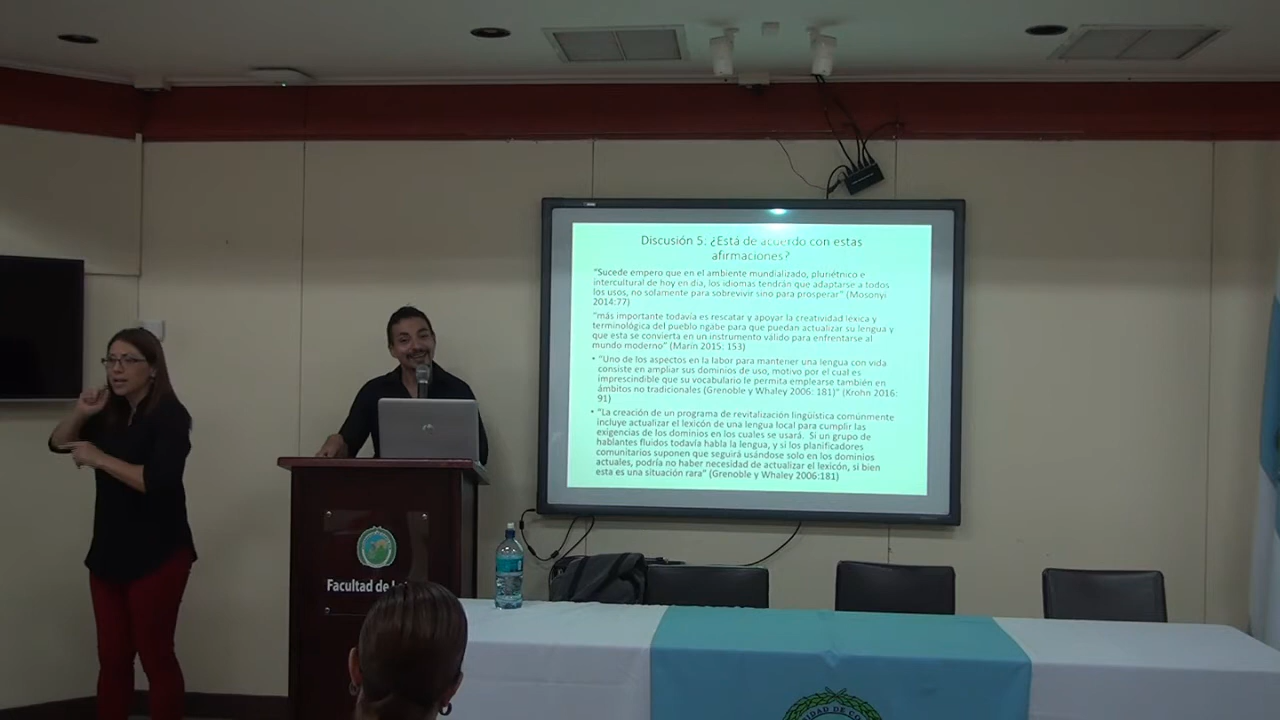 Discusión 5: ¿Está de acuerdo con estas
afirmaciones?
"Sucede empero que en el ambiente mundializado, pluriétnico e
intercultural de hoy en día, los idiomas tendrán que adaptarse a todos
los usos, no solamente para sobrevivir sino para prosperar" (Mosonyi
2014:77)
"más importante todavía es rescatar y apoyar la creatividad léxica y
terminológica del pueblo ngäbe para que puedan actualizar su lengua y
que esta se convierta en un instrumento válido para enfrentarse al
mundo moderno" (Marín 2015: 153)
• "Uno de los aspectos en la labor para mantener una lengua con vida
consiste en ampliar sus dominios de uso, motivo por el cual es
imprescindible que su vocabulario le permita emplearse también en
ámbitos no tradicionales (Grenoble y Whaley 2006: 181)" (Krohn 2016:
91)
• "La creación de un programa de revitalización lingüística comúnmente
incluye actualizar el lexicón de una lengua local para cumplir las
exigencias de los dominios en los cuales se usará. Si un grupo de
hablantes fluidos todavía habla la lengua, y si los planificadores
comunitarios suponen que seguirá usándose solo en los dominios
actuales, podría no haber necesidad de actualizar el lexicón, si bien
esta es una situación rara" (Grenoble y Whaley 2006:181)
Facultad de